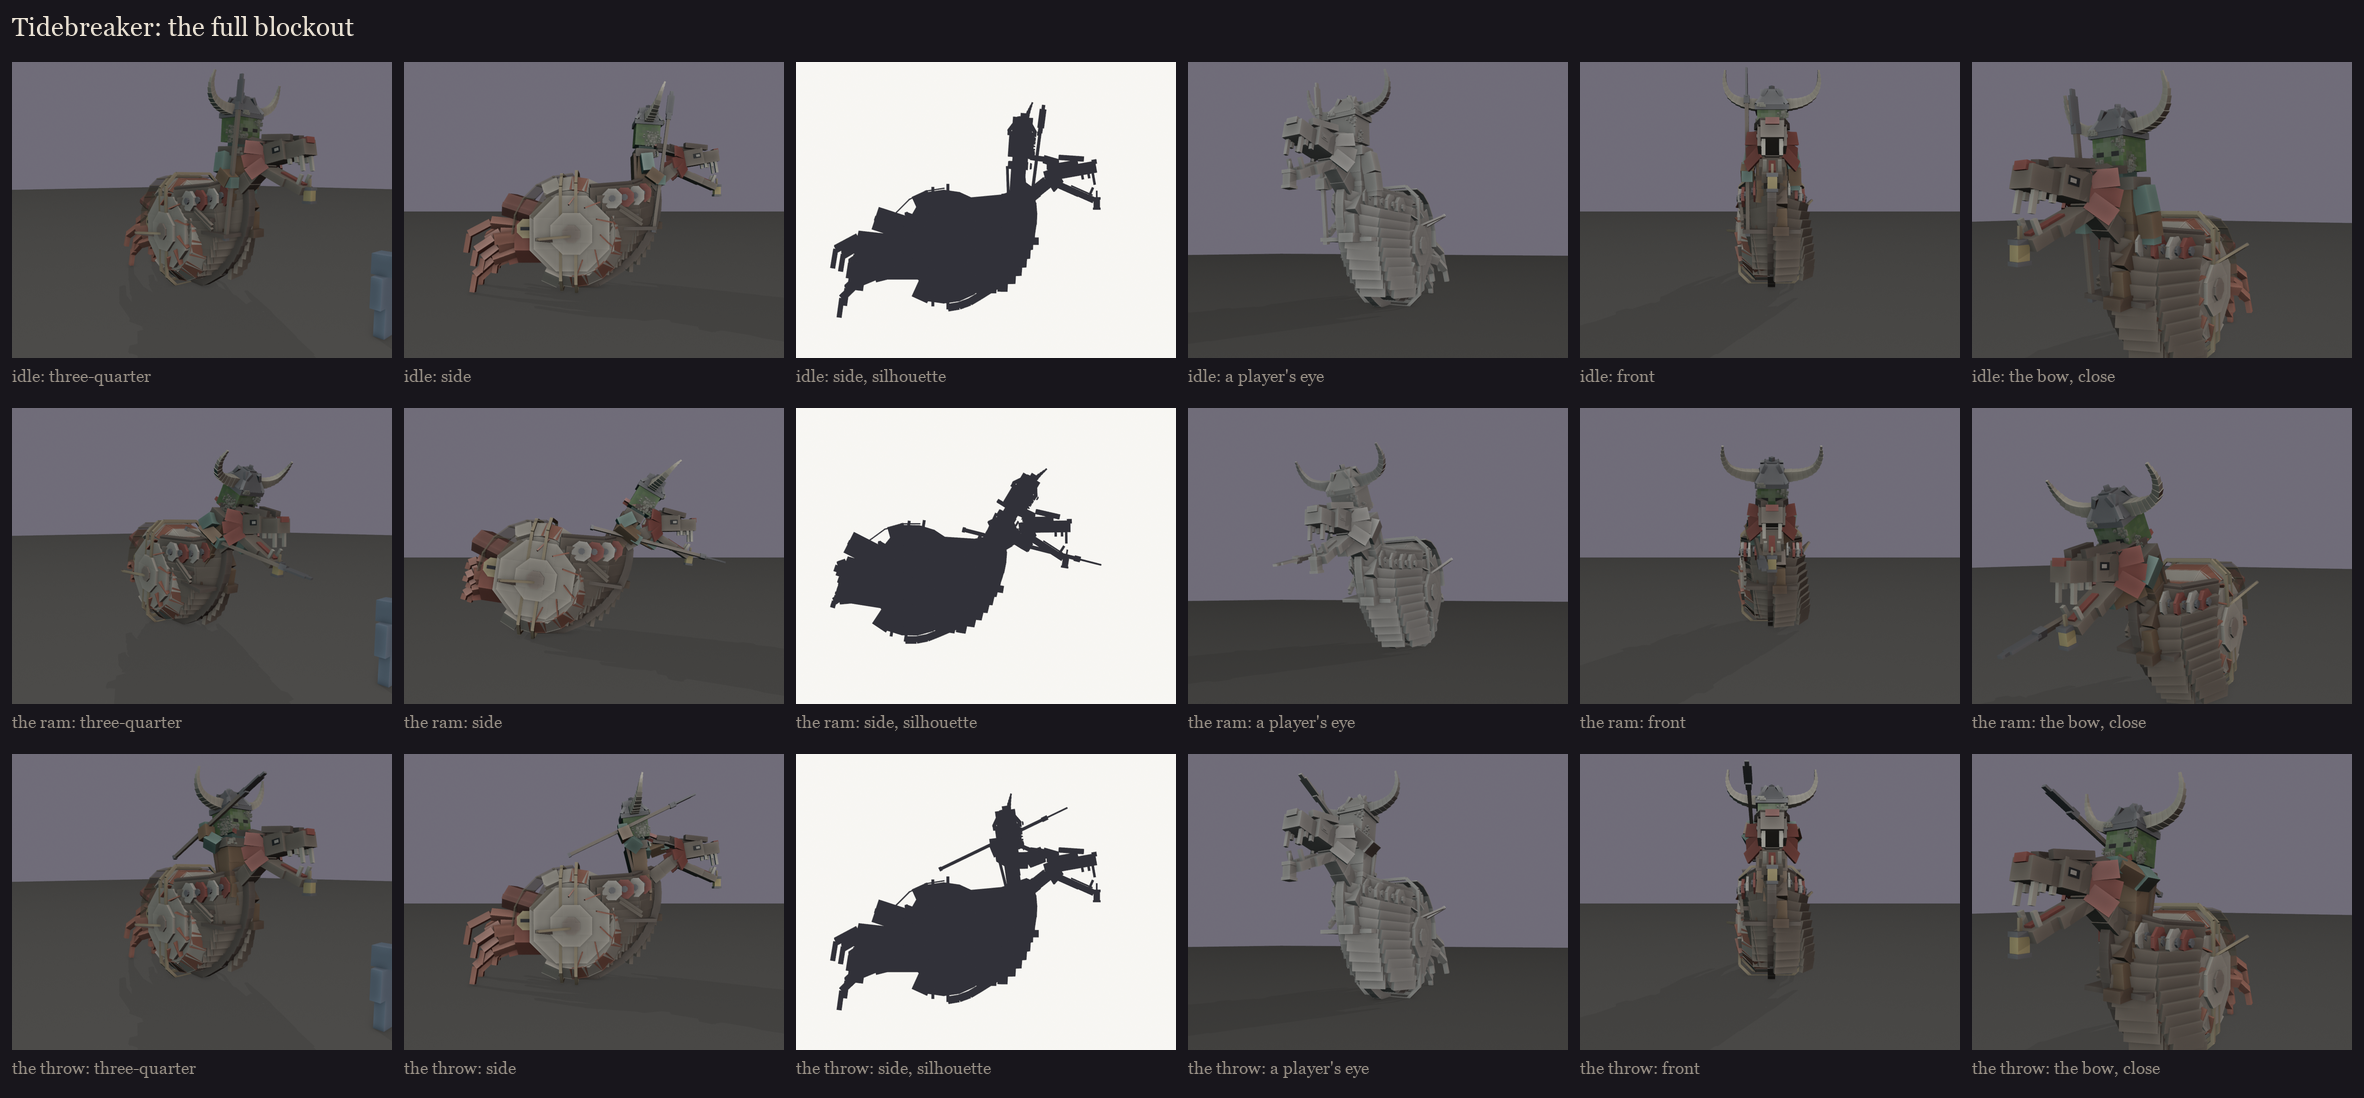 Tidebreaker: the full blockout
idle: three-quarter
idle: side
idle: side, silhouette
idle: a player's eye
idle: front
idle: the bow, close
the ram: three-quarter
the ram: side
the ram: side, silhouette
the ram: a player's eye
the ram: front
the ram: the bow, close
the throw: three-quarter
the throw: side
the throw: side, silhouette
the throw: a player's eye
the throw: front
the throw: the bow, close